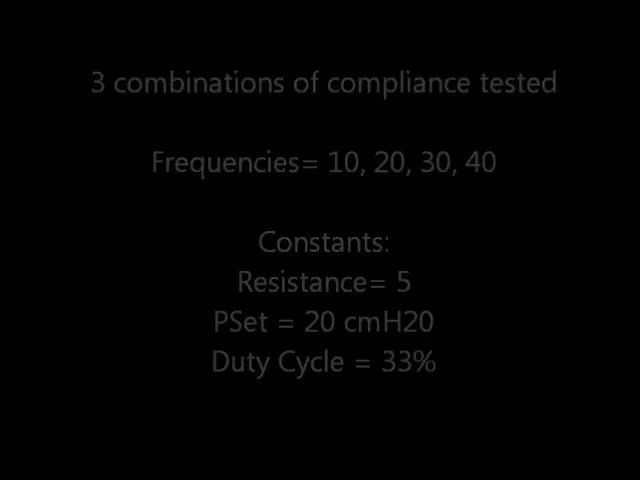 3 combinations of compliance tested
Frequencies= 10, 20, 30, 40
Constants:
Resistance= 5
PSet = 20 cmH20
Duty Cycle = 33%